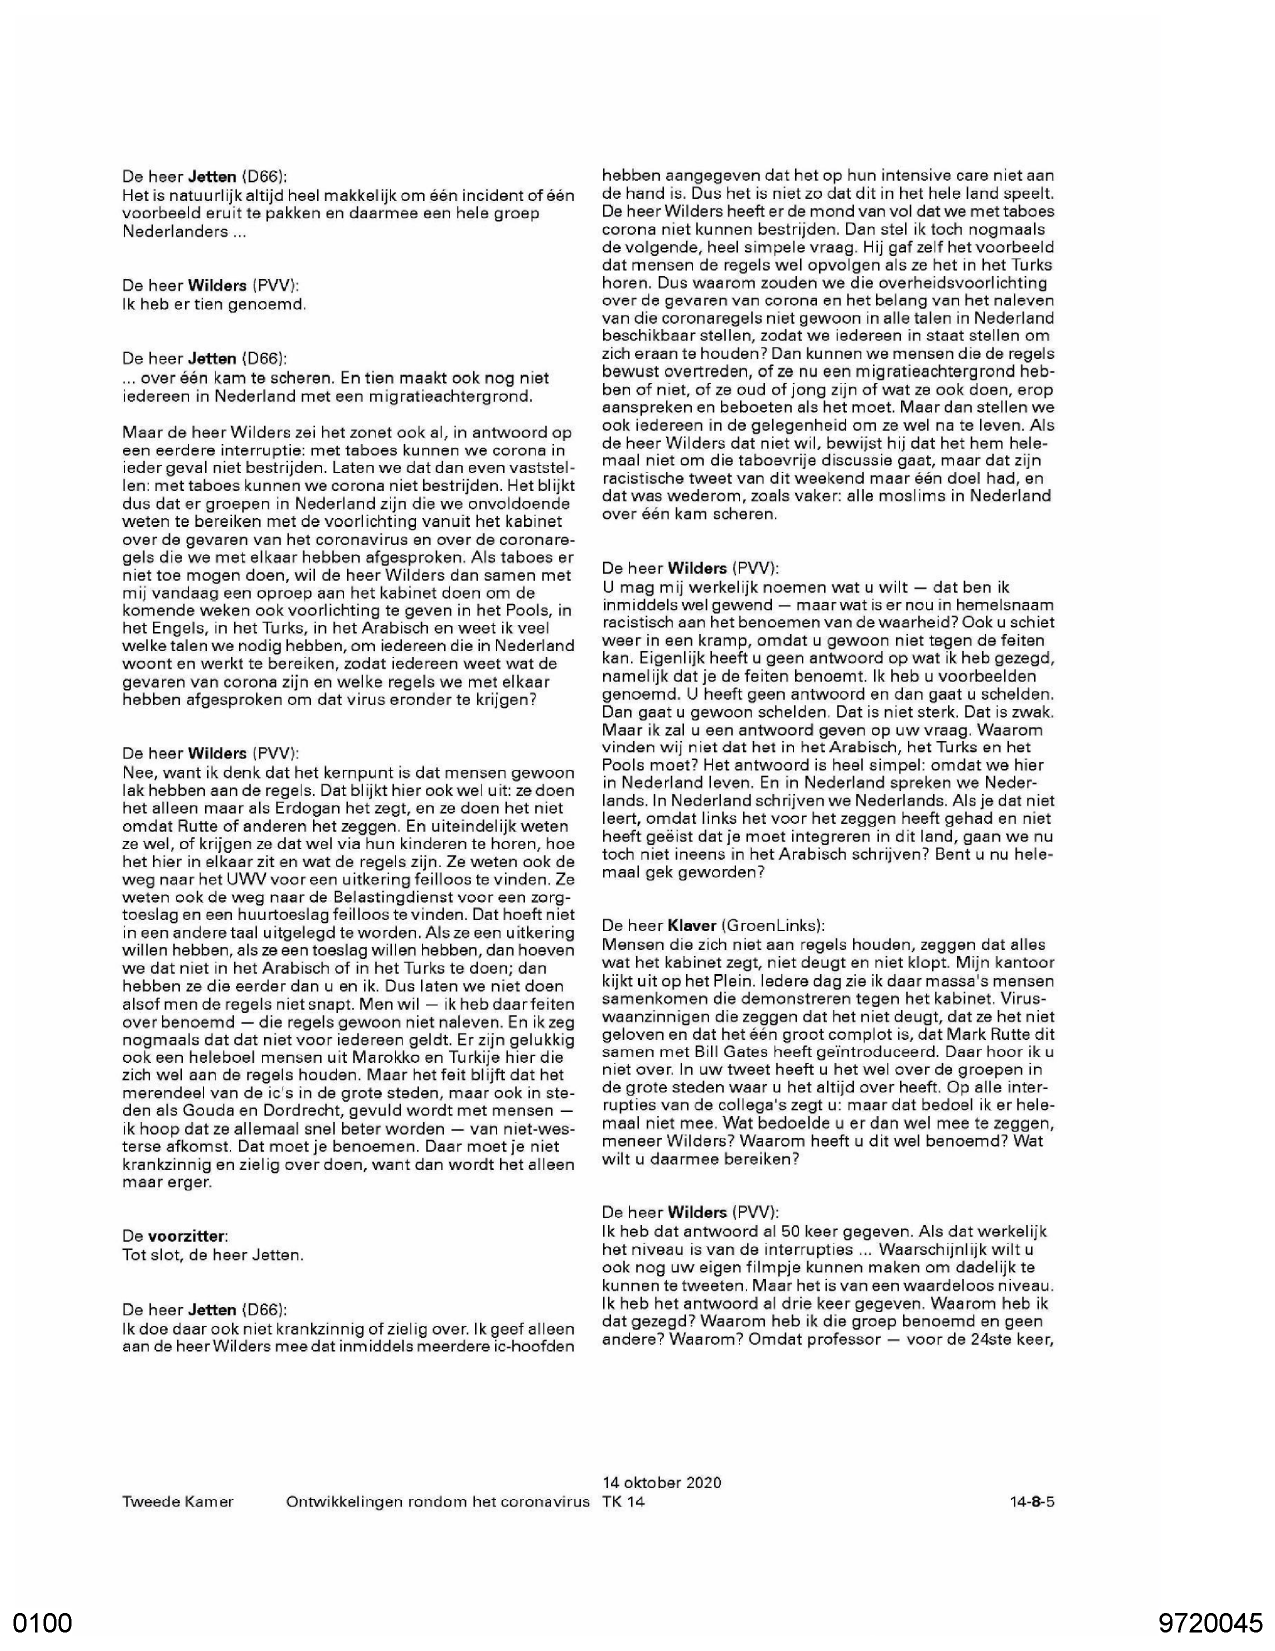 De heer Jetten (D66):
Het is natuurlijk altijd heel makkelijk om één incident of één
voorbeeld eruit te pakken en daarmee een hele groep
Nederlanders ...
De heer Wilders (PVV):
Ik heb er tien genoemd.
De heer Jetten (D66):
... over één kam te scheren. En tien maakt ook nog niet
iedereen in Nederland met een migratieachtergrond.
Maar de heer Wilders zei het zonet ook al, in antwoord op
een eerdere interruptie: met taboes kunnen we corona in
ieder geval niet bestrijden. Laten we dat dan even vaststel-
len: met taboes kunnen we corona niet bestrijden. Het blijkt
dus dat er groepen in Nederland zijn die we onvoldoende
weten te bereiken met de voorlichting vanuit het kabinet
over de gevaren van het coronavirus en over de coronare-
gels die we met elkaar hebben afgesproken. Als taboes er
niet toe mogen doen, wil de heer Wilders dan samen met
mij vandaag een oproep aan het kabinet doen om de
komende weken ook voorlichting te geven in het Pools, in
het Engels, in het Turks, in het Arabisch en weet ik veel
welke talen we nodig hebben, om iedereen die in Nederland
woont en werkt te bereiken, zodat iedereen weet wat de
gevaren van corona zijn en welke regels we met elkaar
hebben afgesproken om dat virus eronder te krijgen?
De heer Wilders (PVV):
Nee, want ik denk dat het kernpunt is dat mensen gewoon
lak hebben aan de regels. Dat blijkt hier ook wel uit: ze doen
het alleen maar als Erdogan het zegt, en ze doen het niet
omdat Rutte of anderen het zeggen. En uiteindelijk weten
ze wel, of krijgen ze dat wel via hun kinderen te horen, hoe
het hier in elkaar zit en wat de regels zijn. Ze weten ook de
weg naar het UWV voor een uitkering feilloos te vinden. Ze
weten ook de weg naar de Belastingdienst voor een zorg-
toeslag en een huurtoeslag feilloos te vinden. Dat hoeft niet
in een andere taal uitgelegd te worden. Als ze een uitkering
willen hebben, als ze een toeslag willen hebben, dan hoeven
we dat niet in het Arabisch of in het Turks te doen; dan
hebben ze die eerder dan u en ik. Dus laten we niet doen
alsof men de regels niet snapt. Men wil — ik heb daar feiten
over benoemd — die regels gewoon niet naleven. En ik zeg
nogmaals dat dat niet voor iedereen geldt. Er zijn gelukkig
ook een heleboel mensen uit Marokko en Turkije hier die
zich wel aan de regels houden. Maar het feit blijft dat het
merendeel van de ic's in de grote steden, maar ook in ste-
den als Gouda en Dordrecht, gevuld wordt met mensen —
ik hoop dat ze allemaal snel beter worden — van niet-wes-
terse afkomst. Dat moet je benoemen. Daar moet je niet
krankzinnig en zielig over doen, want dan wordt het alleen
maar erger.
De voorzitter:
Tot slot, de heer Jetten.
De heer Jetten (D66):
Ik doe daar ook niet krankzinnig of zielig over. Ik geef alleen
aan de heer Wilders mee dat inmiddels meerdere ic-hoofden
hebben aangegeven dat het op hun intensive care niet aan
de hand is. Dus het is niet zo dat dit in het hele land speelt.
De heer Wilders heeft er de mond van vol dat we met taboes
corona niet kunnen bestrijden. Dan stel ik toch nogmaals
de volgende, heel simpele vraag. Hij gaf zelf het voorbeeld
dat mensen de regels wel opvolgen als ze het in het Turks
horen. Dus waarom zouden we die overheidsvoorlichting
over de gevaren van corona en het belang van het naleven
van die coronaregels niet gewoon in alle talen in Nederland
beschikbaar stellen, zodat we iedereen in staat stellen om
zich eraan te houden? Dan kunnen we mensen die de regels
bewust overtreden, of ze nu een migratieachtergrond heb-
ben of niet, of ze oud of jong zijn of wat ze ook doen, erop
aanspreken en beboeten als het moet. Maar dan stellen we
ook iedereen in de gelegenheid om ze wel na te leven. Als
de heer Wilders dat niet wil, bewijst hij dat het hem hele-
maal niet om die taboevrije discussie gaat, maar dat zijn
racistische tweet van dit weekend maar één doel had, en
dat was wederom, zoals vaker: alle moslims in Nederland
over één kam scheren.
De heer Wilders (PVV):
U mag mij werkelijk noemen wat u wilt — dat ben ik
inmiddels wel gewend — maar wat is er nou in hemelsnaam
racistisch aan het benoemen van de waarheid? Ook u schiet
weer in een kramp, omdat u gewoon niet tegen de feiten
kan. Eigenlijk heeft u geen antwoord op wat ik heb gezegd,
namelijk dat je de feiten benoemt. Ik heb u voorbeelden
genoemd. U heeft geen antwoord en dan gaat u schelden.
Dan gaat u gewoon schelden. Dat is niet sterk. Dat is zwak.
Maar ik zal u een antwoord geven op uw vraag. Waarom
vinden wij niet dat het in het Arabisch, het Turks en het
Pools moet? Het antwoord is heel simpel: omdat we hier
in Nederland leven. En in Nederland spreken we Neder-
lands. In Nederland schrijven we Nederlands. Als je dat niet
leert, omdat links het voor het zeggen heeft gehad en niet
heeft geëist dat je moet integreren in dit land, gaan we nu
toch niet ineens in het Arabisch schrijven? Bent u nu hele-
maal gek geworden?
De heer Klaver (GroenLinks):
Mensen die zich niet aan regels houden, zeggen dat alles
wat het kabinet zegt, niet deugt en niet klopt. Mijn kantoor
kijkt uit op het Plein. Iedere dag zie ik daar massa's mensen
samenkomen die demonstreren tegen het kabinet. Virus-
waanzinnigen die zeggen dat het niet deugt, dat ze het niet
geloven en dat het één groot complot is, dat Mark Rutte dit
samen met Bill Gates heeft geïntroduceerd. Daar hoor ik u
niet over. In uw tweet heeft u het wel over de groepen in
de grote steden waar u het altijd over heeft. Op alle inter-
rupties van de collega's zegt u: maar dat bedoel ik er hele-
maal niet mee. Wat bedoelde u er dan wel mee te zeggen,
meneer Wilders? Waarom heeft u dit wel benoemd? Wat
wilt u daarmee bereiken?
De heer Wilders (PVV):
Ik heb dat antwoord al 50 keer gegeven. Als dat werkelijk
het niveau is van de interrupties ... Waarschijnlijk wilt u
ook nog uw eigen filmpje kunnen maken om dadelijk te
kunnen te tweeten. Maar het is van een waardeloos niveau.
Ik heb het antwoord al drie keer gegeven. Waarom heb ik
dat gezegd? Waarom heb ik die groep benoemd en geen
andere? Waarom? Omdat professor — voor de 24ste keer,
14 oktober 2020
Tweede Kamer Ontwikkelingen rondom het coronavirus TK 14 14-8-5
0100 9720045